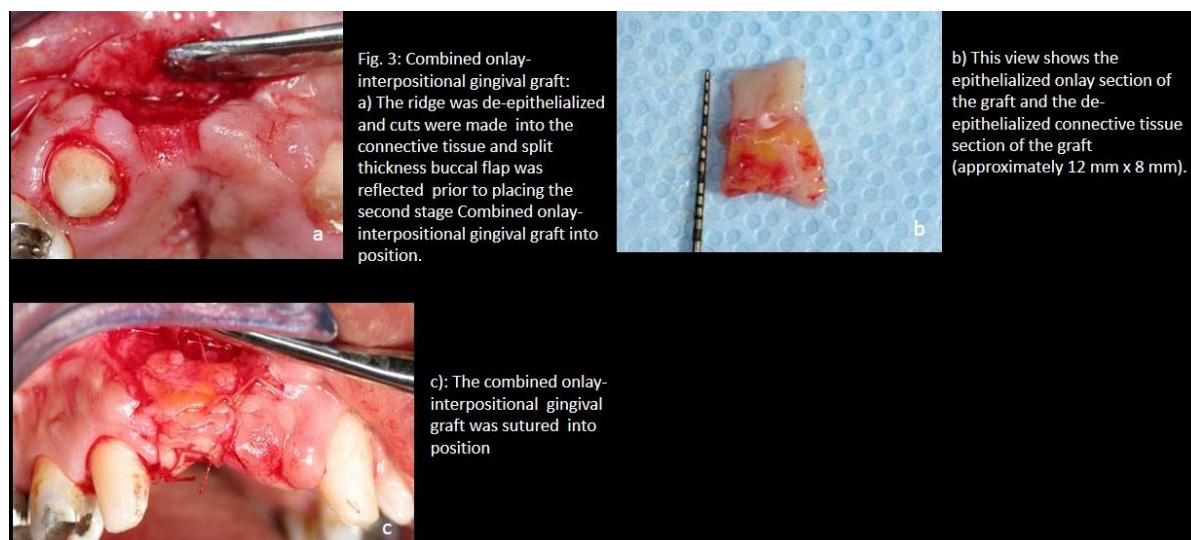 Fig. 3: Combined onlay-
interpositional gingival graft:
a) The ridge was de-epithelialized
and cuts were made into the
connective tissue and split
thickness buccal flap was
reflected prior to placing the
second stage Combined onlay-
interpositional gingival graft into
position.
a
b) This view shows the
epithelialized onlay section of
the graft and the de-
epithelialized connective tissue
section of the graft
(approximately 12 mm x 8 mm).
b
c): The combined onlay-
interpositional gingival
graft was sutured into
position
c